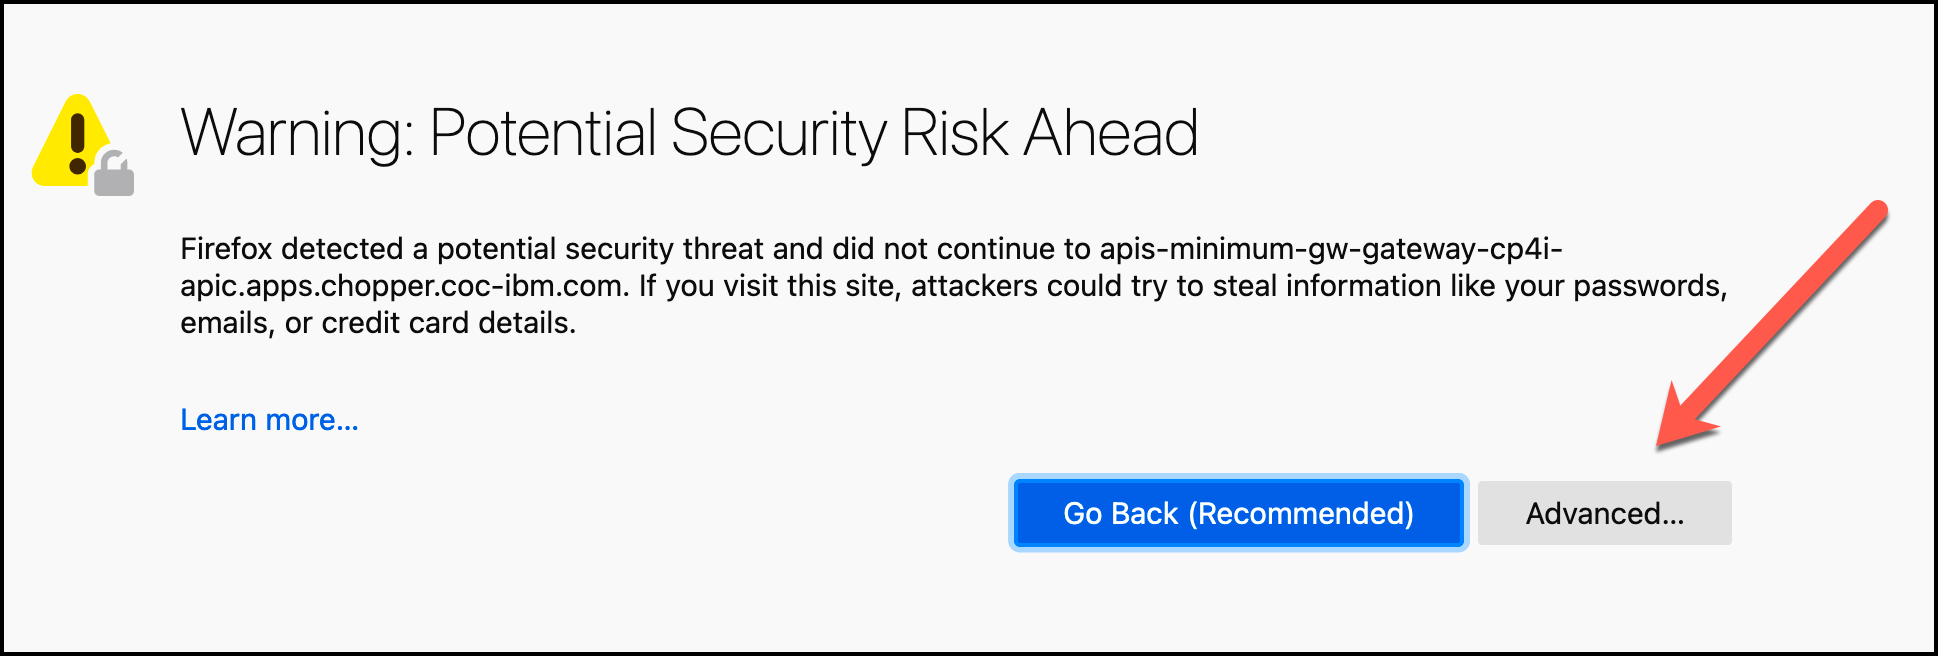 Warning: Potential Security Risk Ahead
Firefox detected a potential security threat and did not continue to apis-minimum-gw-gateway-cp4i-
apic.apps.chopper.coc-ibm.com. If you visit this site, attackers could try to steal information like your passwords,
emails, or credit card details.
Learn more...
Go Back (Recommended)
Advanced...